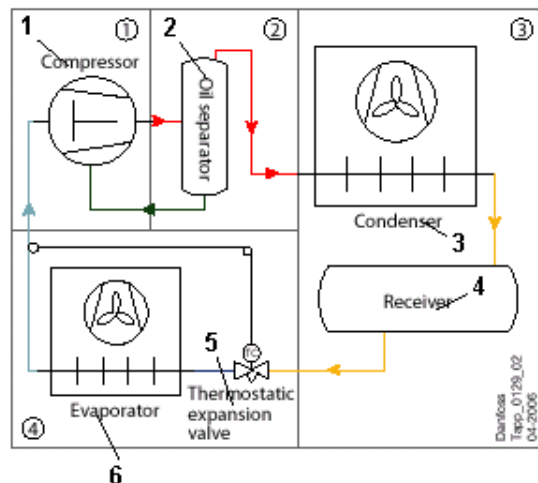 1
①
Compressor
2
②
Oil separator
③
Condenser
3
Receiver
4
5
TC
Thermostatic
expansion
valve
④
Evaporator
6
Danfoss
Tapp_0129_02
04-2006